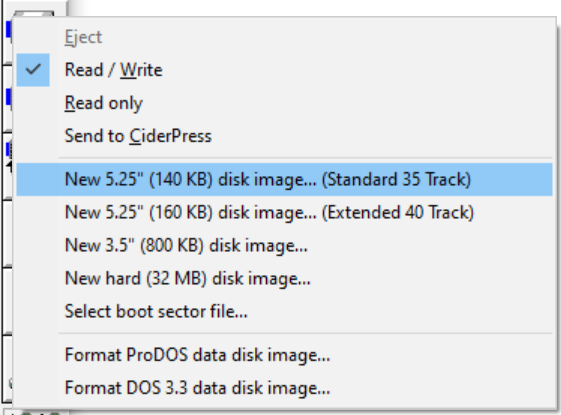 Eject
Read / Write
Read only
Send to CiderPress
New 5.25" (140 KB) disk image... (Standard 35 Track)
New 5.25" (160 KB) disk image... (Extended 40 Track)
New 3.5" (800 KB) disk image...
New hard (32 MB) disk image...
Select boot sector file...
Format ProDOS data disk image...
Format DOS 3.3 data disk image...